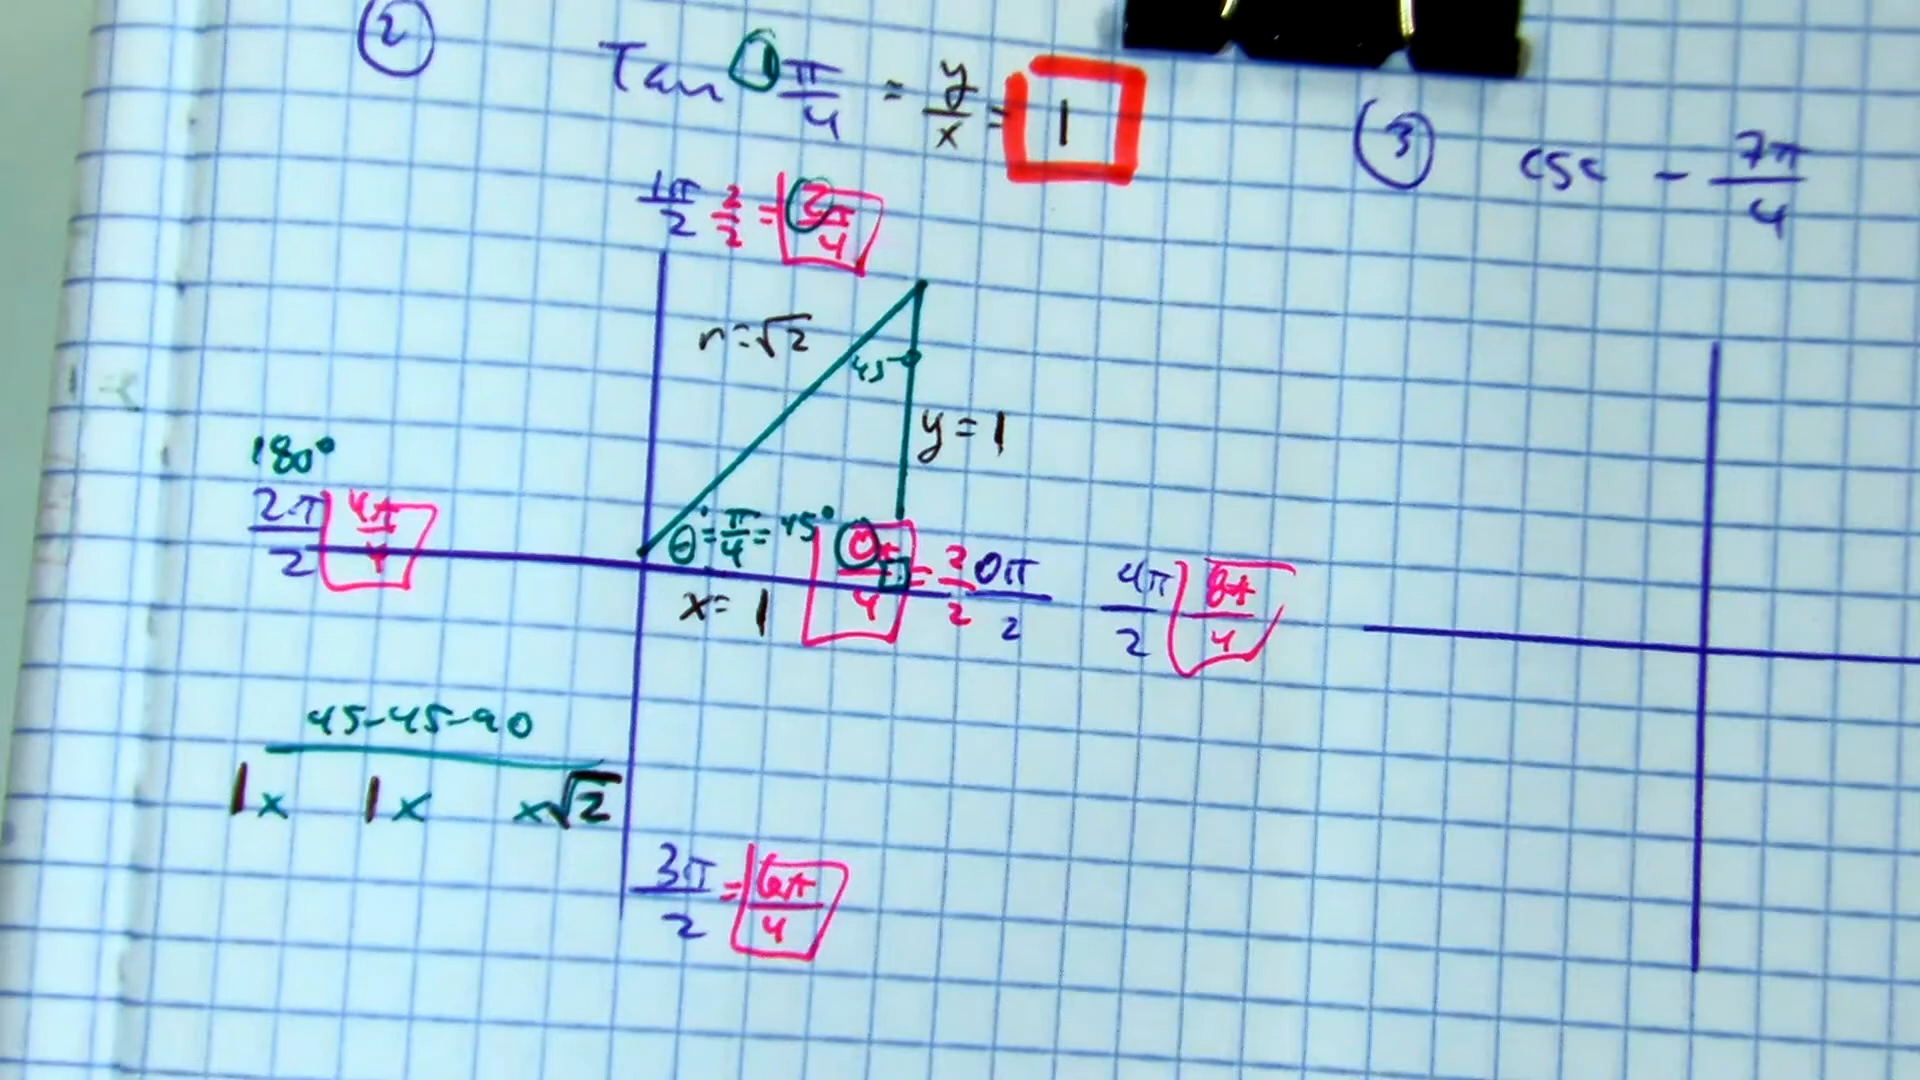 ② Tan 1π/4 = y/x = 1
③ csc - 7π/4
1π/2 2/2 = 2π/4
r = √2
45
y = 1
180°
2π/2 4π/4
θ' = π/4 = 45°
0π/4 = 2/2 0π/2
4π/2 8π/4
x = 1
45-45-90
1x 1x x√2
3π/2 = 6π/4